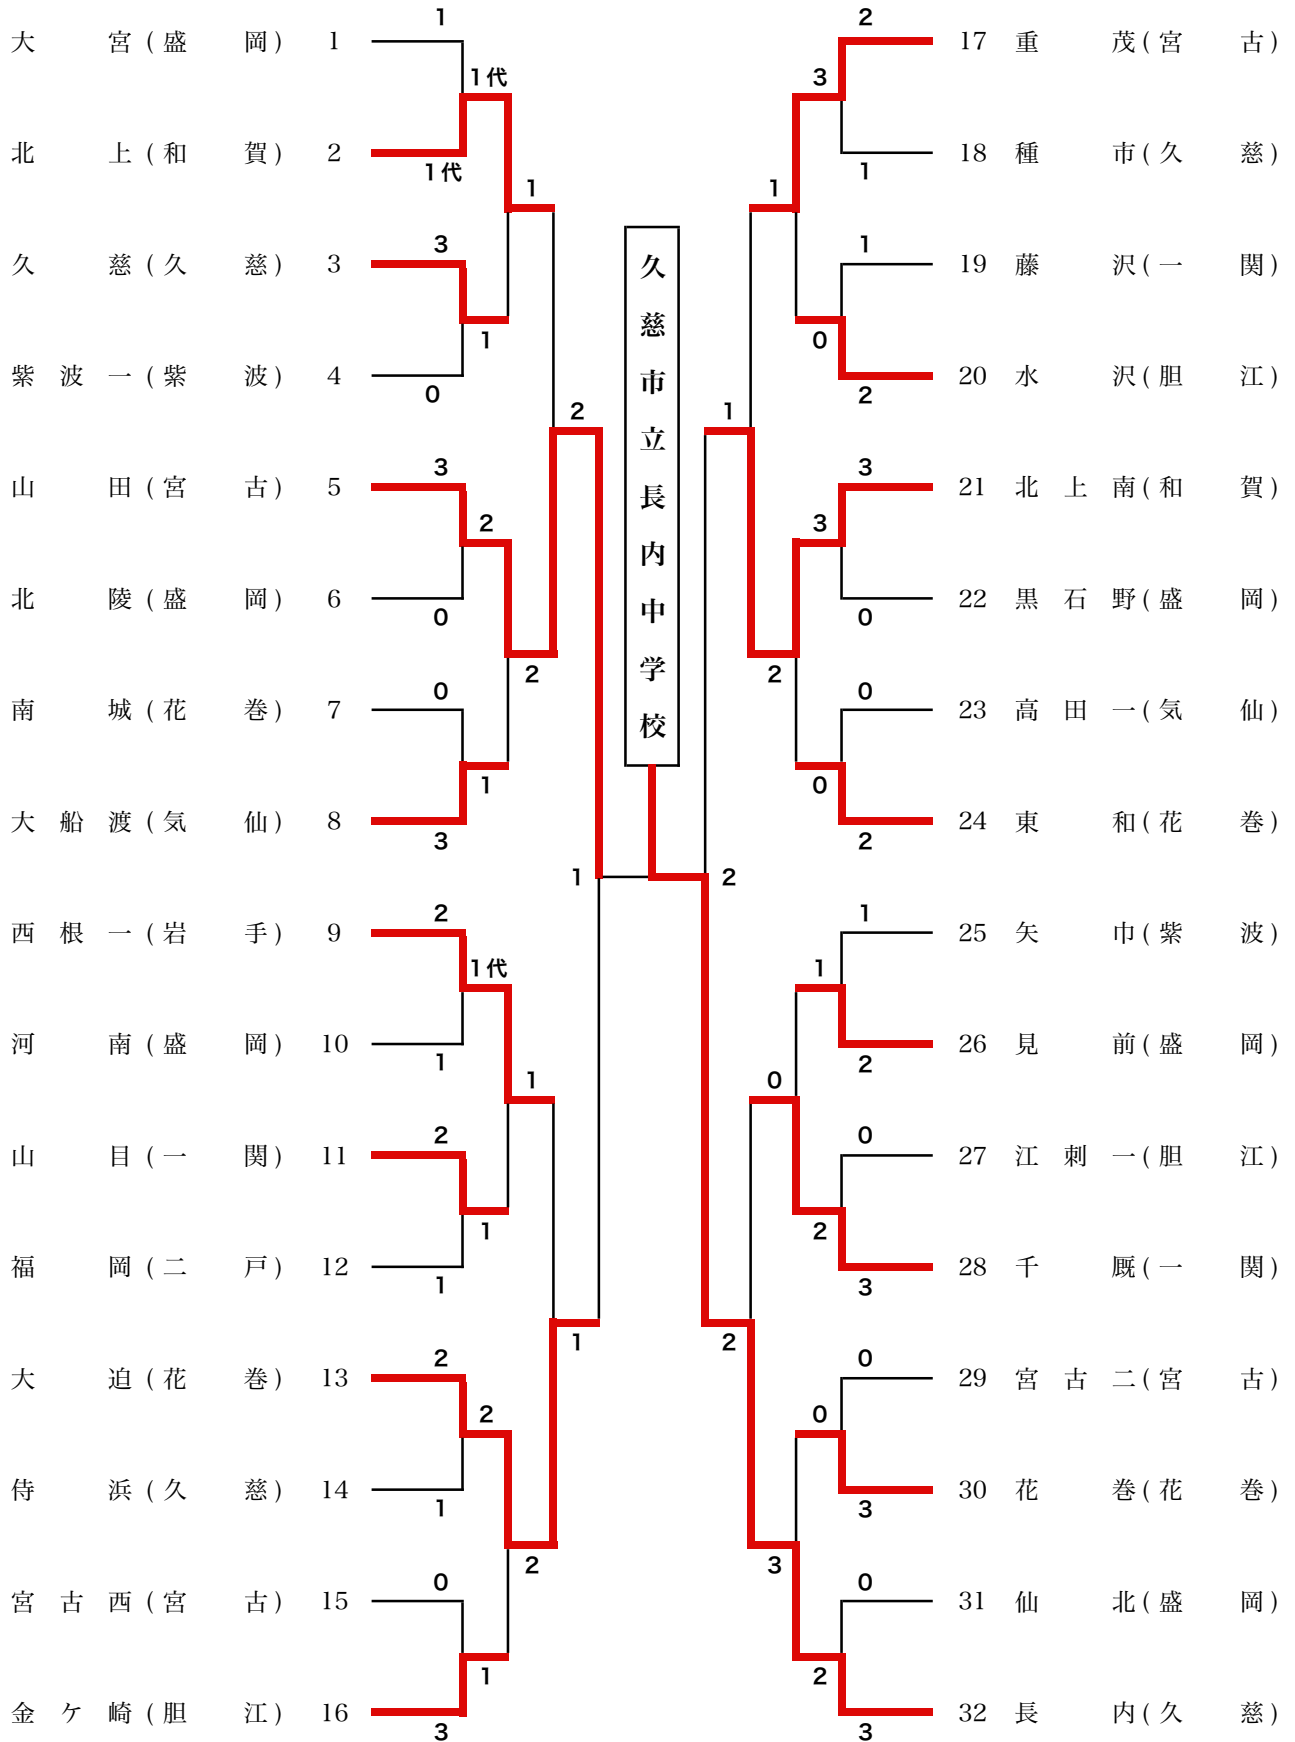 大宮(盛岡) 1
北上(和賀) 2
久慈(久慈) 3
紫波一(紫波) 4
山田(宮古) 5
北陵(盛岡) 6
南城(花巻) 7
大船渡(気仙) 8
西根一(岩手) 9
河南(盛岡) 10
山目(一関) 11
福岡(二戸) 12
大迫(花巻) 13
侍浜(久慈) 14
宮古西(宮古) 15
金ケ崎(胆江) 16
1
1代
3
0
3
0
0
3
2
1
2
1
2
1
0
3
1代
1
2
1
1代
1
2
1
1
2
1
2
2
1
1
久慈市立長内中学校
2
1
2
1
2
0
3
3
0
3
0
1
2
0
2
2
1
1
2
3
0
0
2
1
2
0
3
0
3
0
3
17 重茂(宮古)
18 種市(久慈)
19 藤沢(一関)
20 水沢(胆江)
21 北上南(和賀)
22 黒石野(盛岡)
23 高田一(気仙)
24 東和(花巻)
25 矢巾(紫波)
26 見前(盛岡)
27 江刺一(胆江)
28 千厩(一関)
29 宮古二(宮古)
30 花巻(花巻)
31 仙北(盛岡)
32 長内(久慈)